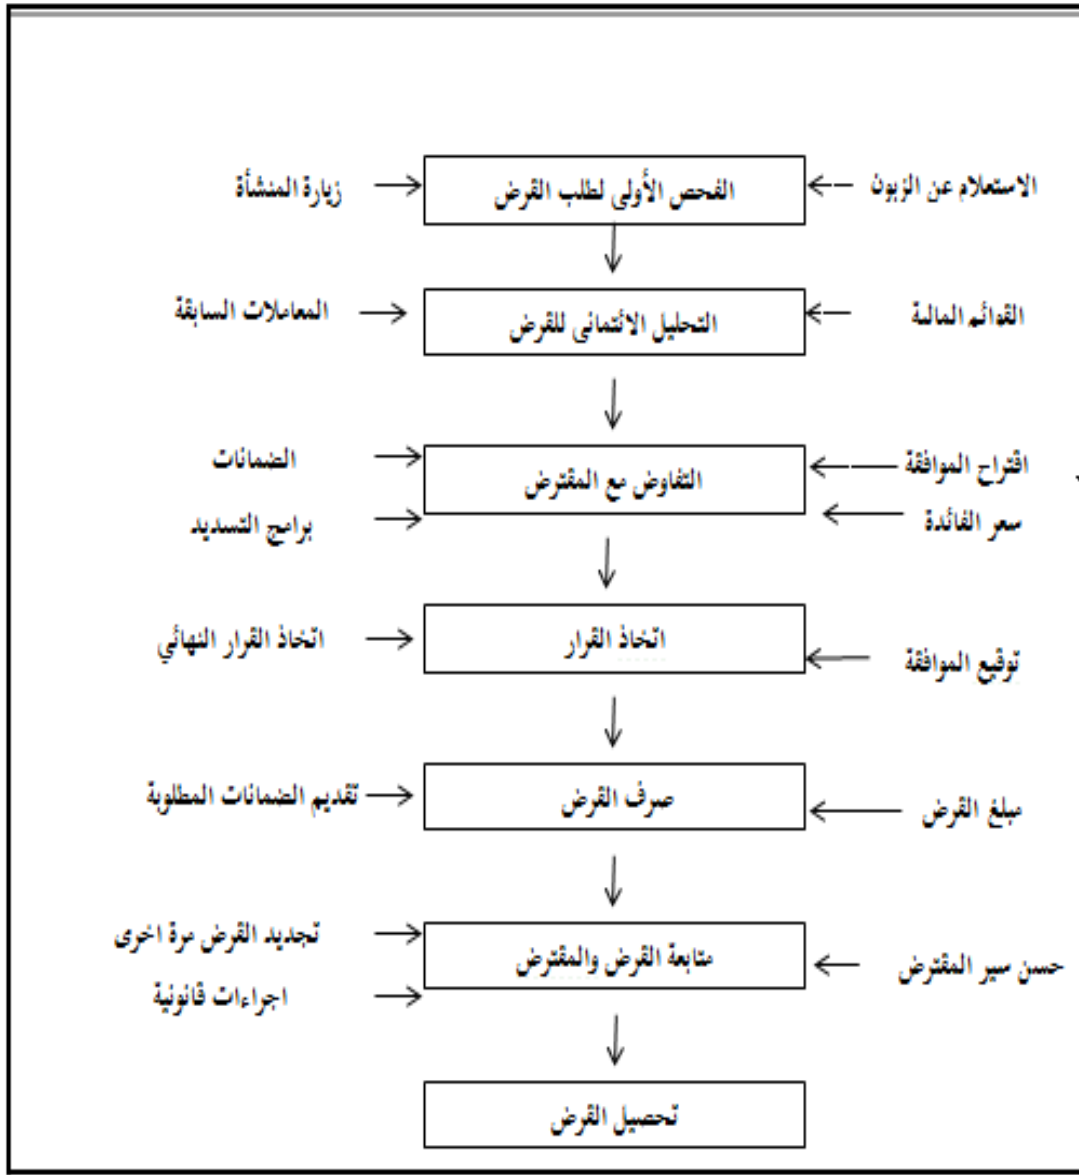 الاستعلام عن الزبون
الفحص الأولى لطلب القرض
زيارة المنشأة
القوائم المالية
التحليل الائتمانى للقرض
المعاملات السابقة
اقتراح الموافقة
سعر الفائدة
التفاوض مع المقترض
الضمانات
برامج التسديد
توقيع الموافقة
اتخاذ القرار
اتخاذ القرار النهائي
مبلغ القرض
صرف القرض
تقديم الضمانات المطلوبة
حسن سير المقترض
متابعة القرض والمقترض
تجديد القرض مرة اخرى
اجراءات قانونية
تحصيل القرض